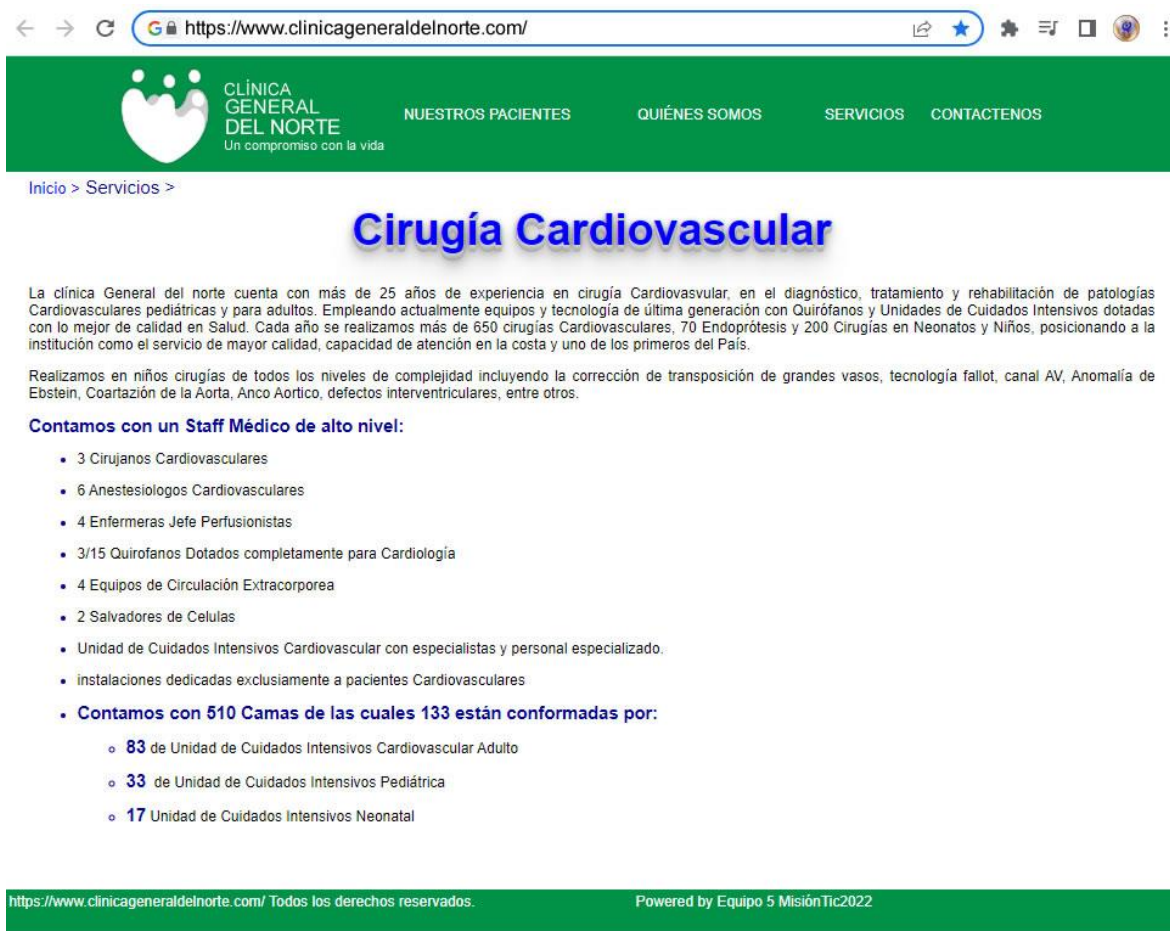 https://www.clinicageneraldelnorte.com/
CLÍNICA
GENERAL
DEL NORTE
Un compromiso con la vida
NUESTROS PACIENTES QUIÉNES SOMOS SERVICIOS CONTACTENOS
Inicio > Servicios >
Cirugía Cardiovascular
La clínica General del norte cuenta con más de 25 años de experiencia en cirugía Cardiovasvular, en el diagnóstico, tratamiento y rehabilitación de patologías
Cardiovasculares pediátricas y para adultos. Empleando actualmente equipos y tecnología de última generación con Quirófanos y Unidades de Cuidados Intensivos dotadas
con lo mejor de calidad en Salud. Cada año se realizamos más de 650 cirugías Cardiovasculares, 70 Endoprótesis y 200 Cirugías en Neonatos y Niños, posicionando a la
institución como el servicio de mayor calidad, capacidad de atención en la costa y uno de los primeros del País.
Realizamos en niños cirugías de todos los niveles de complejidad incluyendo la corrección de transposición de grandes vasos, tecnología fallot, canal AV, Anomalía de
Ebstein, Coartazión de la Aorta, Anco Aortico, defectos interventriculares, entre otros.
Contamos con un Staff Médico de alto nivel:
• 3 Cirujanos Cardiovasculares
• 6 Anestesiologos Cardiovasculares
• 4 Enfermeras Jefe Perfusionistas
• 3/15 Quirofanos Dotados completamente para Cardiología
• 4 Equipos de Circulación Extracorporea
• 2 Salvadores de Celulas
• Unidad de Cuidados Intensivos Cardiovascular con especialistas y personal especializado.
• instalaciones dedicadas exclusiamente a pacientes Cardiovasculares
• Contamos con 510 Camas de las cuales 133 están conformadas por:
◦ 83 de Unidad de Cuidados Intensivos Cardiovascular Adulto
◦ 33 de Unidad de Cuidados Intensivos Pediátrica
◦ 17 Unidad de Cuidados Intensivos Neonatal
https://www.clinicageneraldelnorte.com/ Todos los derechos reservados. Powered by Equipo 5 MisiónTic2022